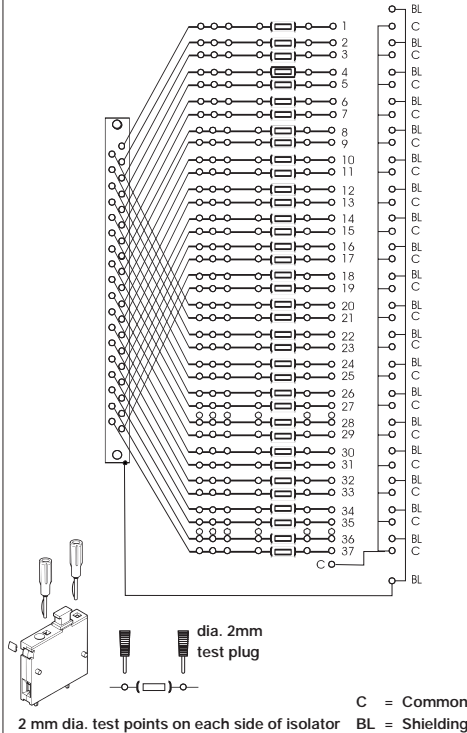 BL
1 C
2 BL
3 C
4 BL
5 C
6 BL
7 C
8 BL
9 C
10 BL
11 C
12 BL
13 C
14 BL
15 C
16 BL
17 C
18 BL
19 C
20 BL
21 C
22 BL
23 C
24 BL
25 C
26 BL
27 C
28 BL
29 C
30 BL
31 C
32 BL
33 C
34 BL
35 C
36 BL
37 C
C
BL
dia. 2mm
test plug
C = Common
2 mm dia. test points on each side of isolator BL = Shielding